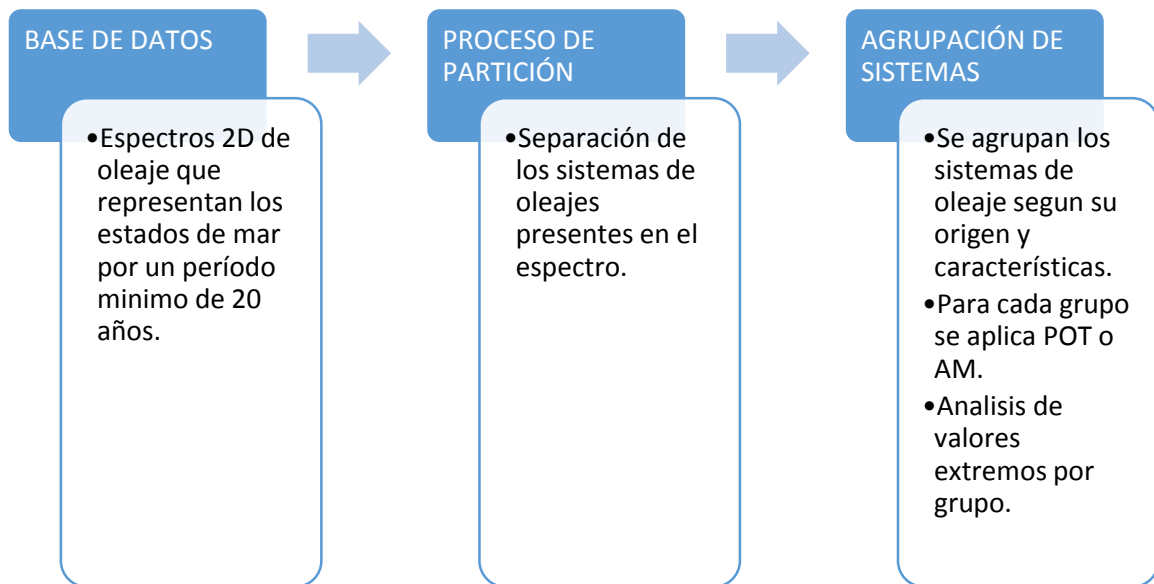 BASE DE DATOS
•Espectros 2D de
oleaje que
representan los
estados de mar
por un período
minimo de 20
años.
PROCESO DE
PARTICIÓN
•Separación de
los sistemas de
oleajes
presentes en el
espectro.
AGRUPACIÓN DE
SISTEMAS
•Se agrupan los
sistemas de
oleaje segun su
origen y
características.
•Para cada grupo
se aplica POT o
AM.
•Analisis de
valores
extremos por
grupo.